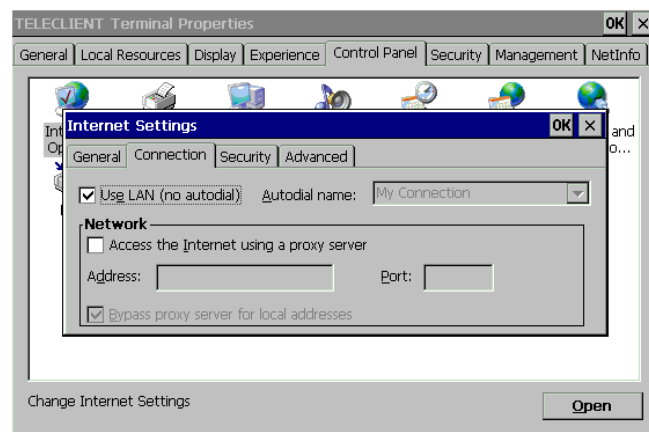 TELECLIENT Terminal Properties OK ×
General Local Resources Display Experience Control Panel Security Management NetInfo
Internet Settings OK ×
Int
Op
and
o...
General Connection Security Advanced
Use LAN (no autodial) Autodial name: My Connection
Network
Access the Internet using a proxy server
Address: Port:
Bypass proxy server for local addresses
Change Internet Settings Open